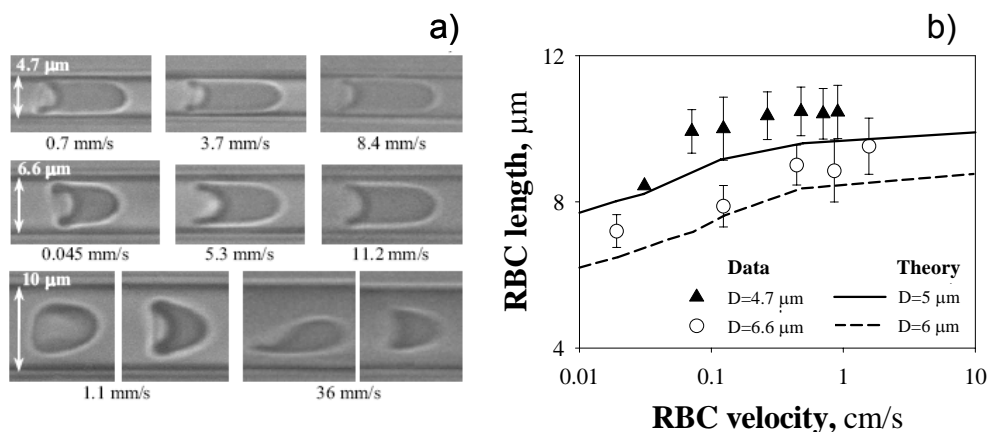 a)
4.7 μm
0.7 mm/s 3.7 mm/s 8.4 mm/s
6.6 μm
0.045 mm/s 5.3 mm/s 11.2 mm/s
10 μm
1.1 mm/s 36 mm/s
b)
12
8
4
RBC length, μm
Data Theory
D=4.7 μm D=5 μm
D=6.6 μm D=6 μm
0.01 0.1 1 10
RBC velocity, cm/s